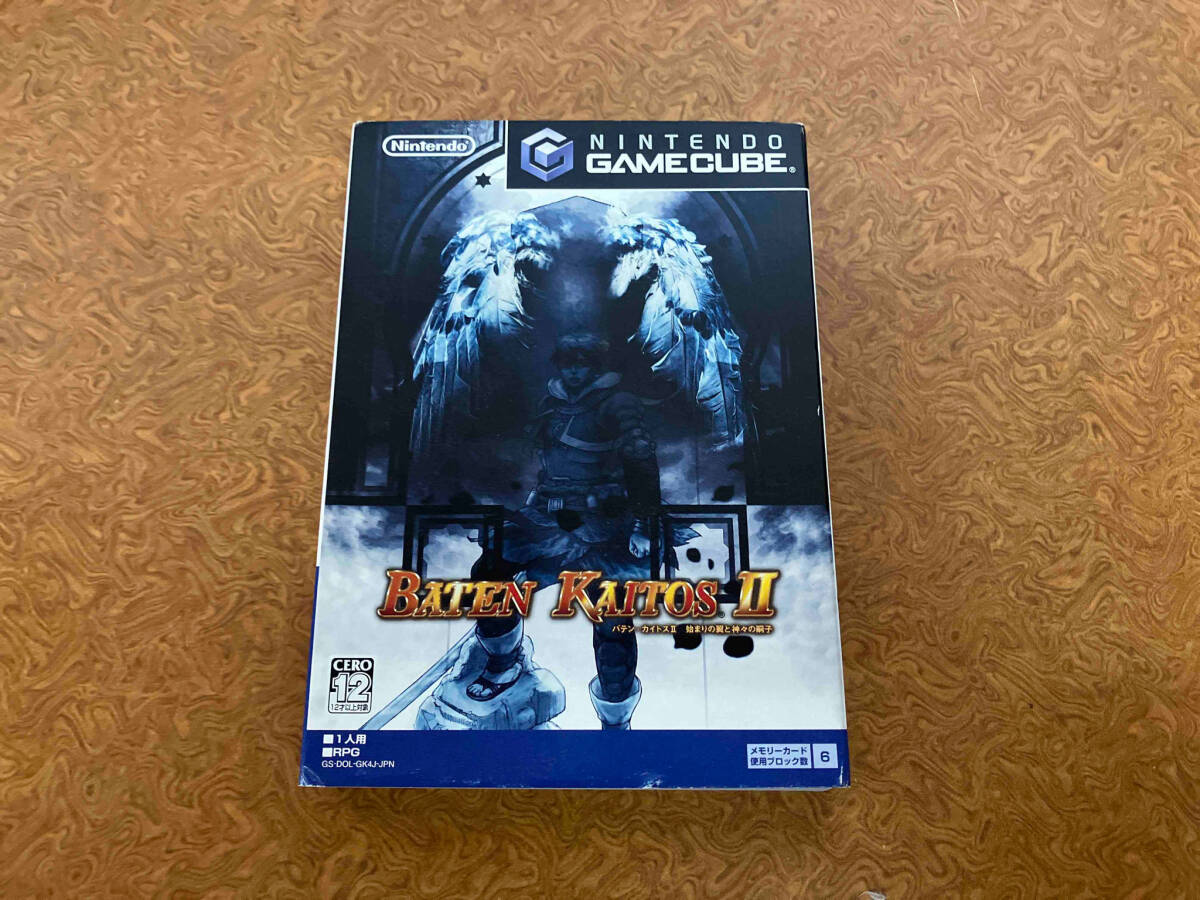 Nintendo
NINTENDO
GAMECUBE®
BATEN KAITOS II
バテン・カイトスII 始まりの翼と神々の嗣子
CERO
12
12才以上対象
■1人用
■RPG
GS-DOL-GK4J-JPN
メモリーカード
使用ブロック数
6